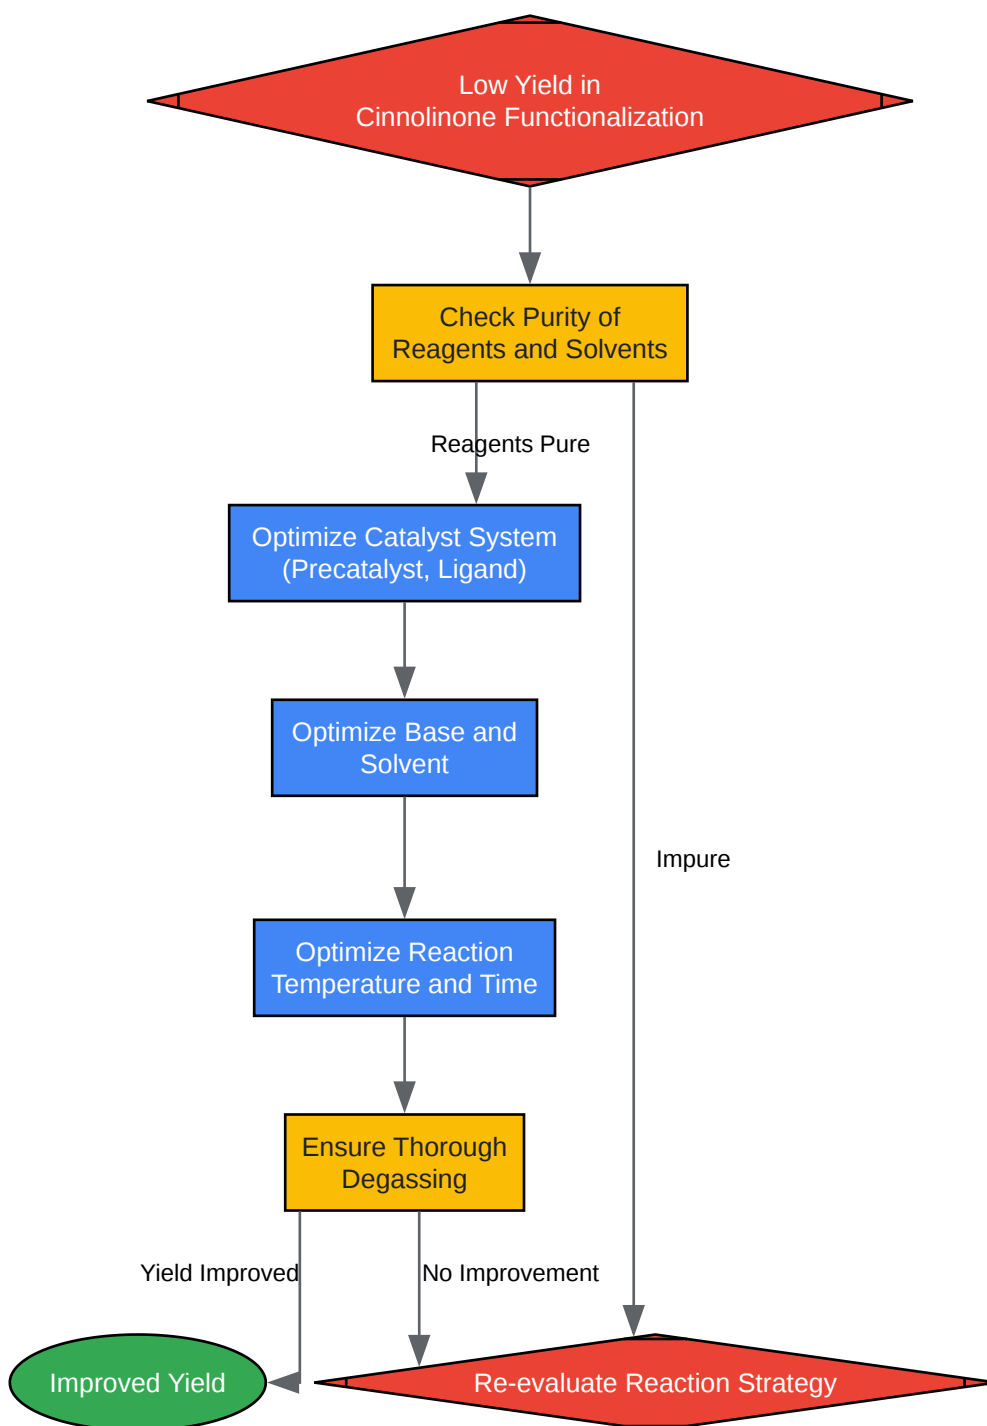 Low Yield in
Cinnolinone Functionalization
Check Purity of
Reagents and Solvents
Reagents Pure
Optimize Catalyst System
(Precatalyst, Ligand)
Optimize Base and
Solvent
Impure
Optimize Reaction
Temperature and Time
Ensure Thorough
Degassing
Yield Improved
No Improvement
Improved Yield
Re-evaluate Reaction Strategy